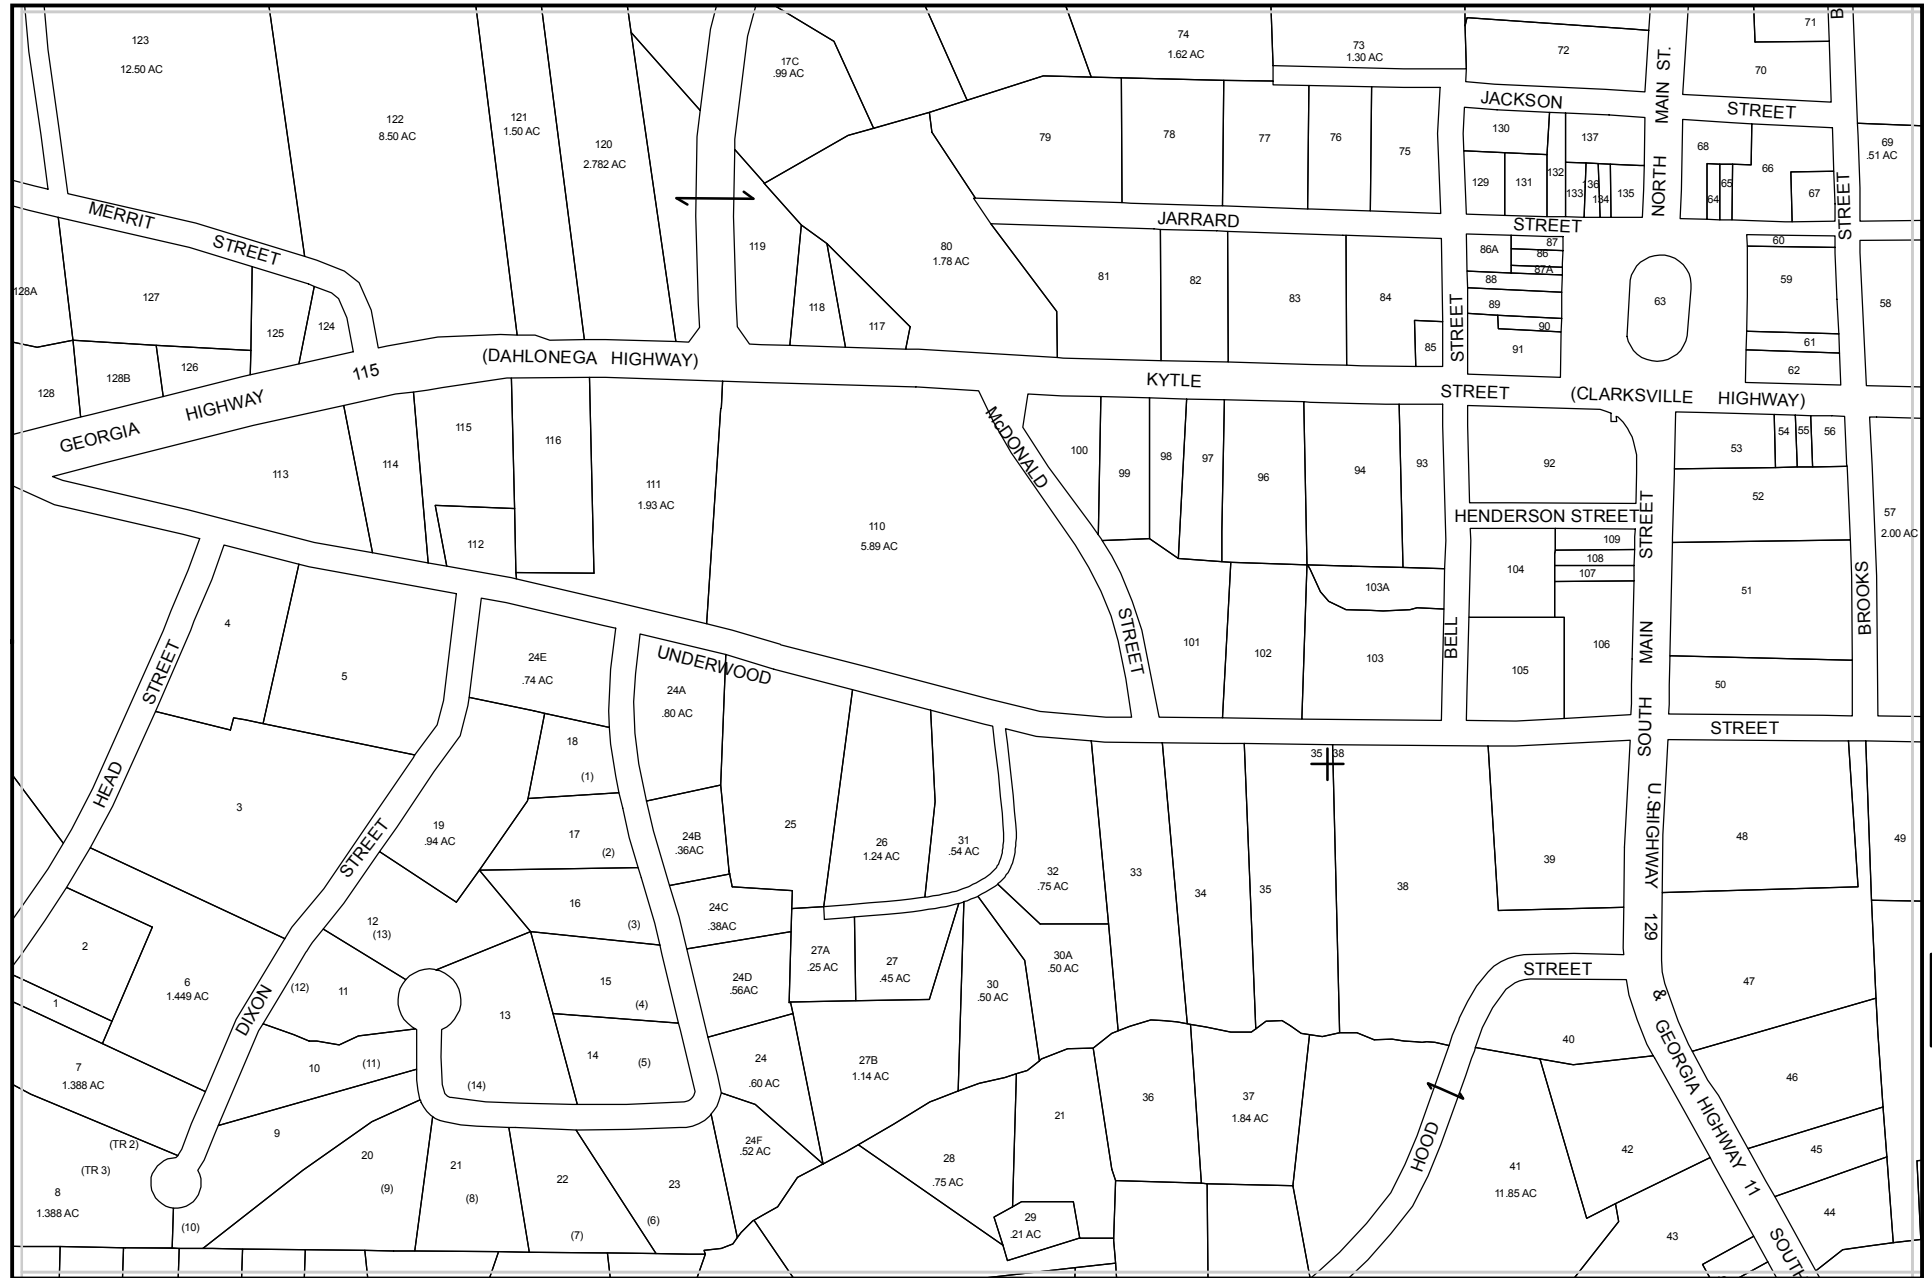 123
12.50 AC
122
8.50 AC
121
1.50 AC
120
2.782 AC
17C
.99 AC
74
1.62 AC
73
1.30 AC
72
71
70
B
79
78
77
76
75
JACKSON
STREET
NORTH MAIN ST.
130
137
129
131
132
133
136
134
135
68
66
65
64
67
69
.51 AC
STREET
MERRIT STREET
JARRARD
STREET
119
118
117
80
1.78 AC
81
82
83
84
85
86A
87
86
87A
88
89
90
91
STREET
63
60
59
61
62
58
128A
127
125
124
128
128B
126
GEORGIA HIGHWAY 115
(DAHLONEGA HIGHWAY)
KYTLE
STREET
(CLARKSVILLE HIGHWAY)
113
114
115
116
112
111
1.93 AC
110
5.89 AC
McDONALD
STREET
100
99
98
97
96
94
93
92
53
54
55
56
52
57
2.00 AC
HENDERSON STREET
109
108
107
104
103A
101
102
103
BELL
105
106
SOUTH MAIN STREET
51
50
BROOKS
STREET
4
5
HEAD STREET
3
24E
.74 AC
UNDERWOOD
24A
.80 AC
18
(1)
19
.94 AC
17
(2)
24B
.36AC
25
26
1.24 AC
31
.54 AC
32
.75 AC
33
34
35
35
38
38
39
U.S.HIGHWAY 129
48
49
2
1
6
1.449 AC
DIXON STREET
12
(13)
16
(3)
24C
.38AC
27A
.25 AC
27
.45 AC
30
.50 AC
30A
.50 AC
(12)
11
13
15
(4)
24D
.56AC
STREET
47
&
GEORGIA HIGHWAY 11 SOUTH
40
7
1.388 AC
10
(11)
(14)
14
(5)
24
.60 AC
27B
1.14 AC
21
36
37
1.84 AC
HOOD
46
42
45
(TR 2)
(TR 3)
8
1.388 AC
9
20
(9)
21
(8)
22
(7)
23
(6)
24F
.52 AC
28
.75 AC
41
11.85 AC
29
.21 AC
44
43
(10)